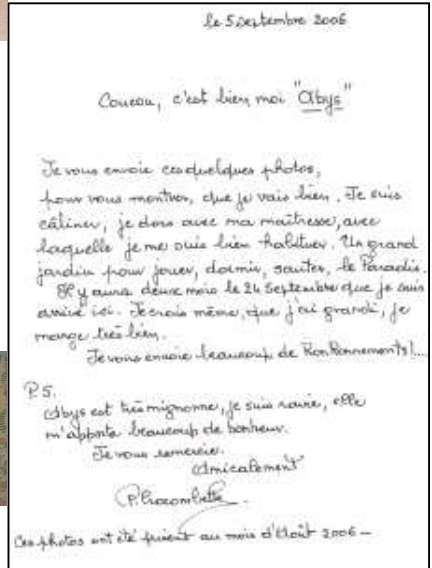 le 5 Septembre 2006
Coucou, c'est bien moi "Abys"
Je vous envoie ces quelques photos,
pour vous montrer, que je vais bien. Je suis
câliner, je dors avec ma maîtresse, avec
laquelle je me suis bien habituer. Un grand
jardin pour jouer, dormir, sauter, le Paradis.
Il y aura deux mois le 24 Septembre que je suis
arrivé ici. Je crois même, que j'ai grandi, je
mange très bien.
Je vous envoie beaucoup de RonRonnements!...
P.S.
Abys est très mignonne, je suis ravie, elle
m'apporte beaucoup de bonheur.
Je vous remercie.
Amicalement
Ces photos ont été prisent au mois d'Août 2006 -